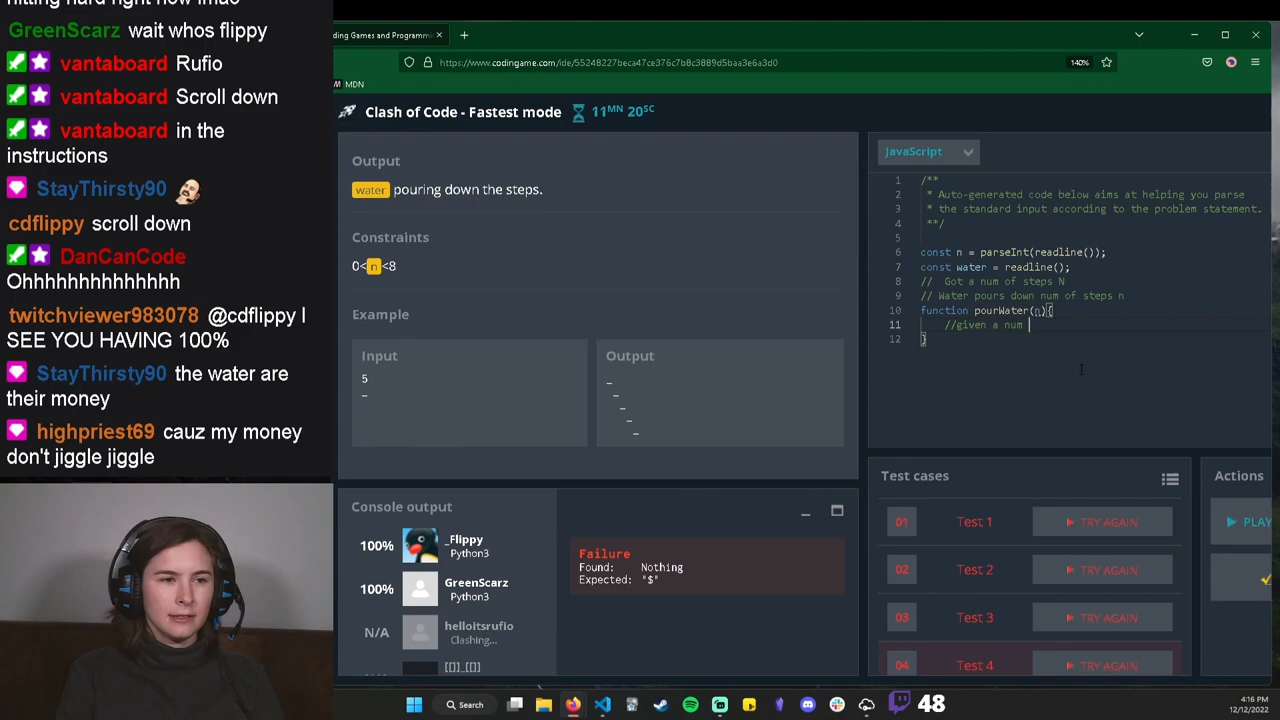 hitting hard right now lmao
GreenScarz wait whos flippy
vantaboard Rufio
vantaboard Scroll down
vantaboard in the
instructions
StayThirsty90
cdflippy scroll down
DanCanCode
Ohhhhhhhhhhhhhh
twitchviewer983078 @cdflippy I
SEE YOU HAVING 100%
StayThirsty90 the water are
their money
highpriest69 cauz my money
don't jiggle jiggle
ding Games and Programmi
https://www.codingame.com/ide/55248227beca47ce376c7b8c3889d5baa3e6a3d0
140%
MDN
Clash of Code - Fastest mode 11MN 20SC
Output
water pouring down the steps.
Constraints
0<n<8
Example
Input
5
_
Output
_
_
_
_
_
Console output
100% _Flippy
Python3
100% GreenScarz
Python3
N/A helloitsrufio
Clashing...
[[]]_[[]]
Failure
Found: Nothing
Expected: "$"
JavaScript
1 /**
2 * Auto-generated code below aims at helping you parse
3 * the standard input according to the problem statement.
4 **/
5
6 const n = parseInt(readline());
7 const water = readline();
8 // Got a num of steps N
9 // Water pours down num of steps n
10 function pourWater(n){
11 //given a num
12 }
Test cases
01 Test 1 TRY AGAIN
02 Test 2 TRY AGAIN
03 Test 3 TRY AGAIN
04 Test 4 TRY AGAIN
Actions
PLAY
Search
48
4:16 PM
12/12/2022